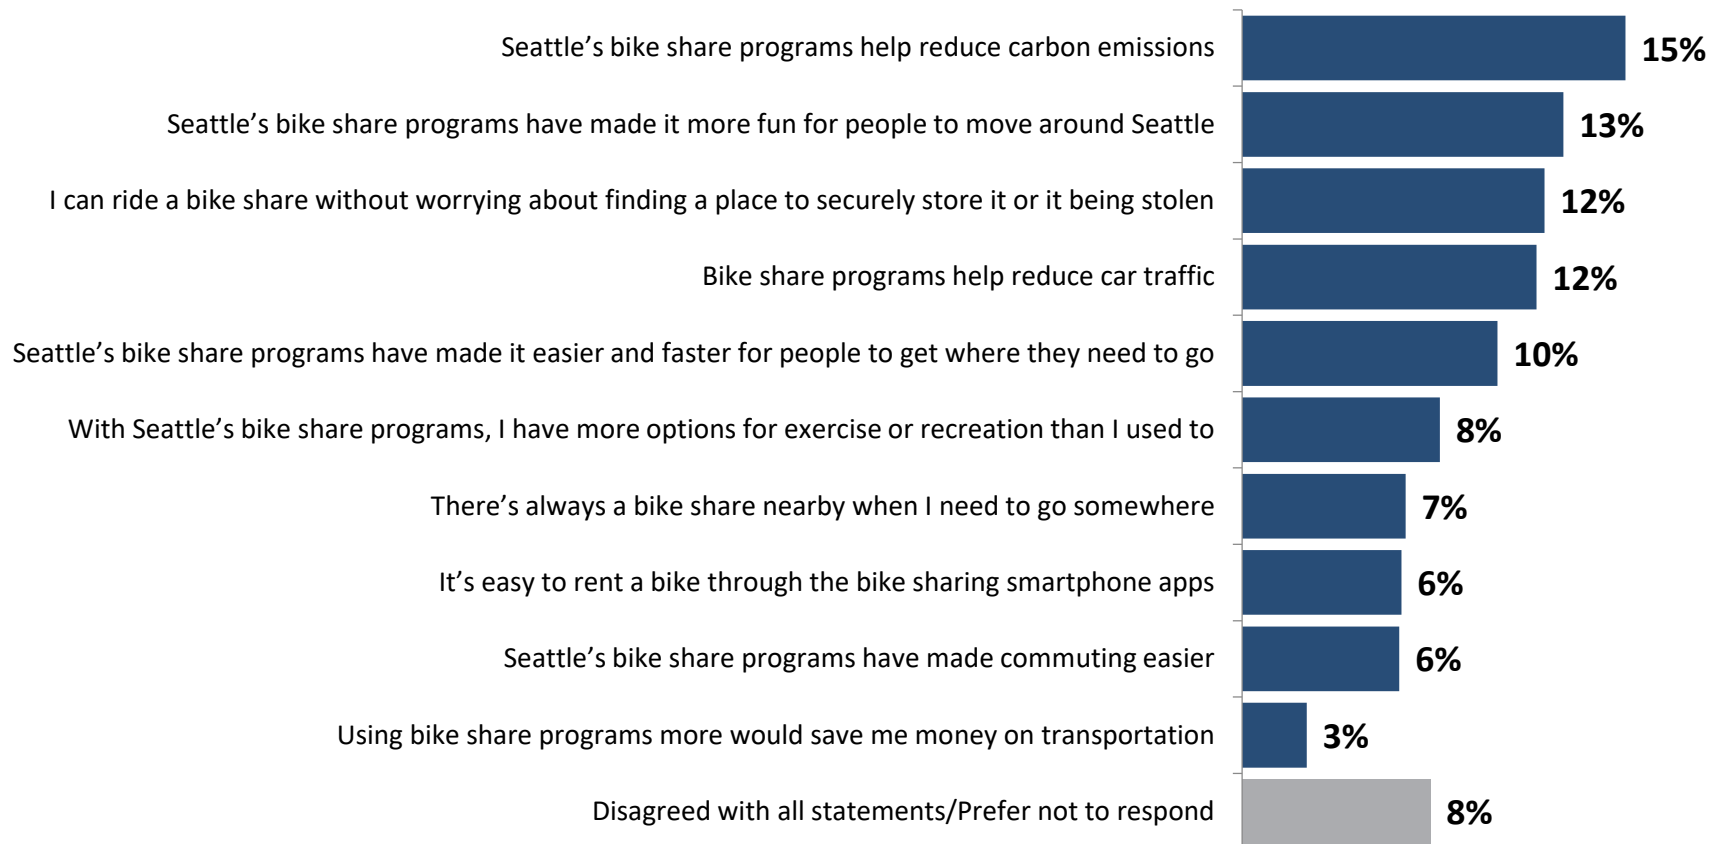 Seattle’s bike share programs help reduce carbon emissions 15%
Seattle’s bike share programs have made it more fun for people to move around Seattle 13%
I can ride a bike share without worrying about finding a place to securely store it or it being stolen 12%
Bike share programs help reduce car traffic 12%
Seattle’s bike share programs have made it easier and faster for people to get where they need to go 10%
With Seattle’s bike share programs, I have more options for exercise or recreation than I used to 8%
There’s always a bike share nearby when I need to go somewhere 7%
It’s easy to rent a bike through the bike sharing smartphone apps 6%
Seattle’s bike share programs have made commuting easier 6%
Using bike share programs more would save me money on transportation 3%
Disagreed with all statements/Prefer not to respond 8%